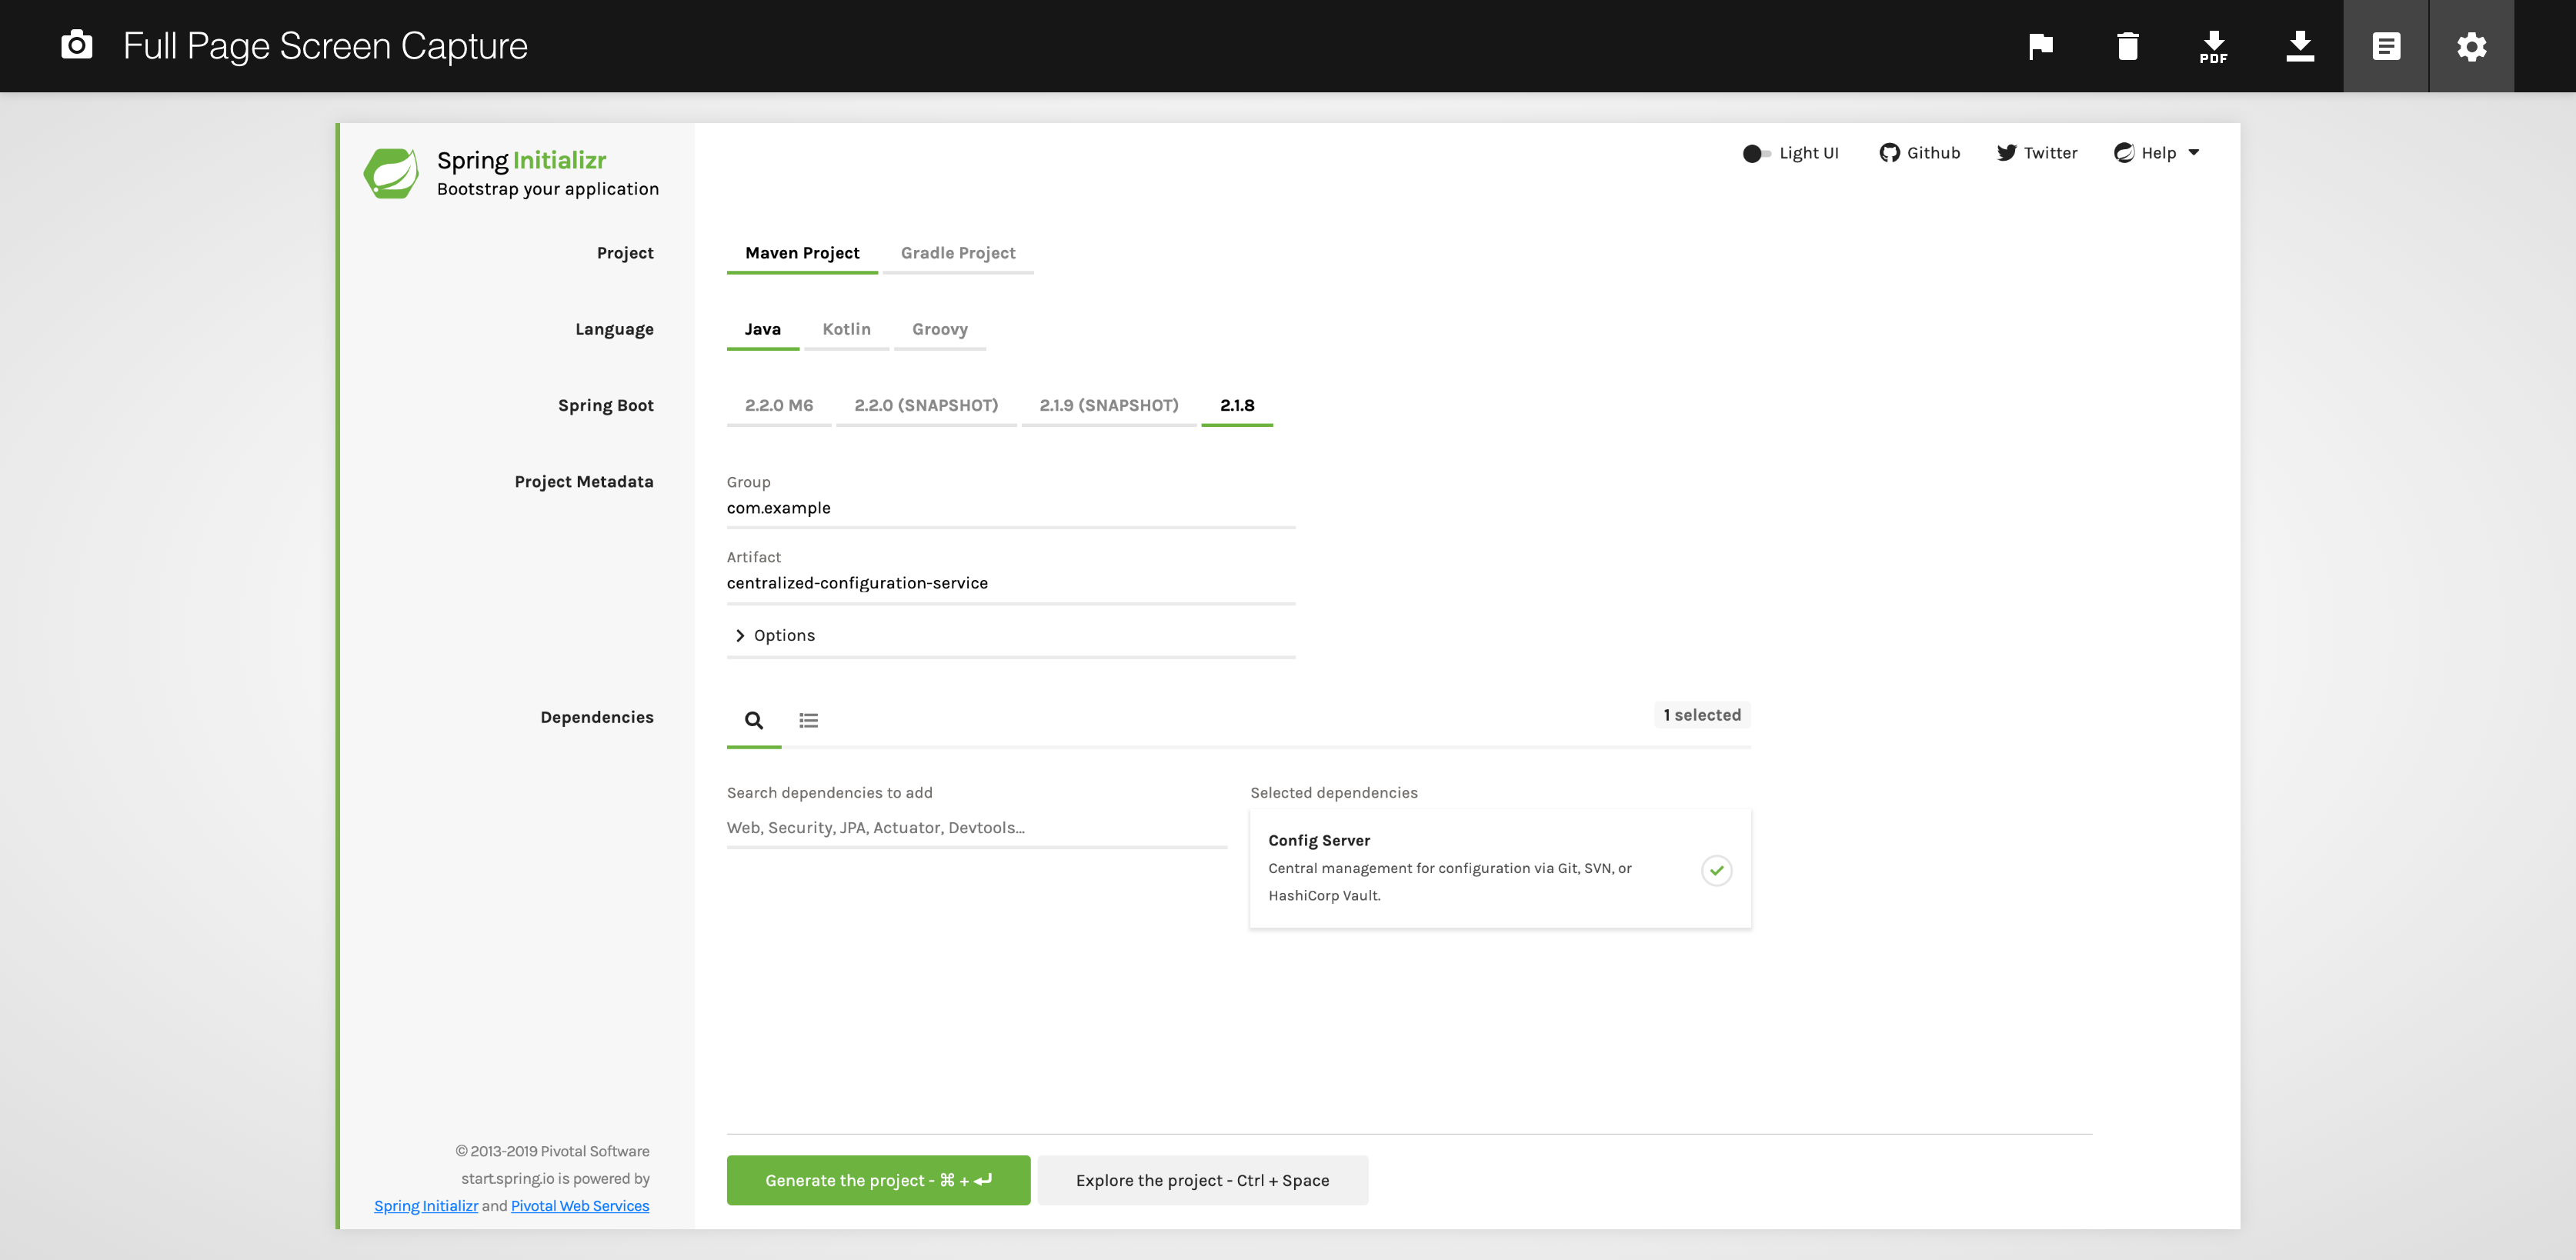 Full Page Screen Capture
PDF
Spring Initializr
Bootstrap your application
Light UI
Github
Twitter
Help
Project
Maven Project
Gradle Project
Language
Java
Kotlin
Groovy
Spring Boot
2.2.0 M6
2.2.0 (SNAPSHOT)
2.1.9 (SNAPSHOT)
2.1.8
Project Metadata
Group
com.example
Artifact
centralized-configuration-service
Options
Dependencies
1 selected
Search dependencies to add
Web, Security, JPA, Actuator, Devtools...
Selected dependencies
Config Server
Central management for configuration via Git, SVN, or
HashiCorp Vault.
© 2013-2019 Pivotal Software
start.spring.io is powered by
Spring Initializr and Pivotal Web Services
Generate the project - ⌘ + ↵
Explore the project - Ctrl + Space